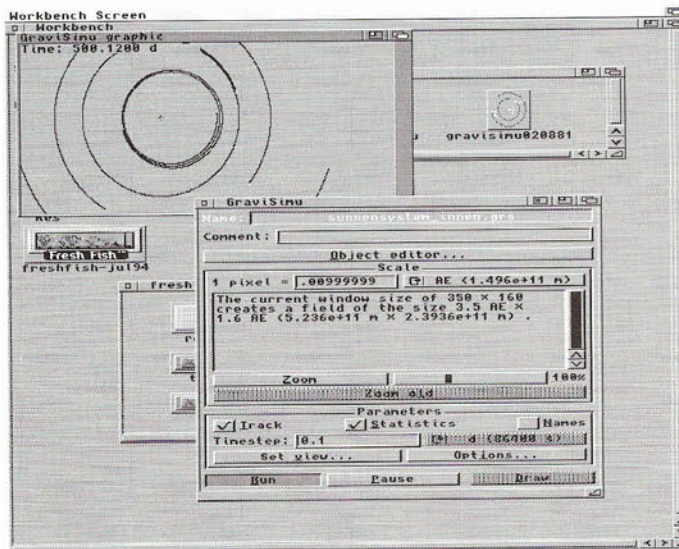 Workbench Screen
Workbench
GraviSimu graphic
Time: 500.1200 d
gravisimu020881
Fresh Fish
freshfish-jul94
fresh
GraviSimu
Name: sunnensystem_innen.grs
Comment:
Object editor...
Scale
1 pixel = .00999999 AE (1.496e+11 m)
The current window size of 350 × 160
creates a field of the size 3.5 AE ×
1.6 AE (5.236e+11 m × 2.3936e+11 m) .
Zoom 100%
Zoom old
Parameters
Track Statistics Names
Timestep: 0.1 d (86400 s)
Set view... Options...
Run Pause Draw